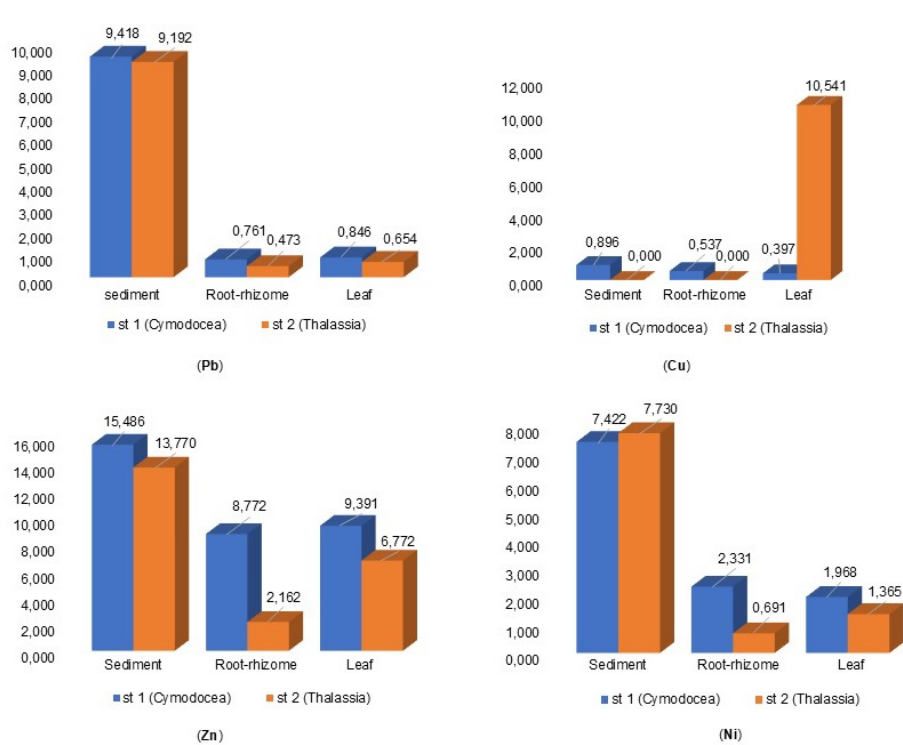 9,418 9,192
10,000
9,000
8,000
7,000
6,000
5,000
4,000
3,000
2,000
1,000
0,000
0,761 0,473 0,846 0,654
sediment Root-rhizome Leaf
st 1 (Cymodocea) st 2 (Thalassia)
(Pb)
12,000
10,000
8,000
6,000
4,000
2,000
0,000
0,896 0,000 0,537 0,000 0,397 10,541
Sediment Root-rhizome Leaf
st 1 (Cymodocea) st 2 (Thalassia)
(Cu)
15,486 13,770
16,000
14,000
12,000
10,000
8,000
6,000
4,000
2,000
0,000
8,772 2,162 9,391 6,772
Sediment Root-rhizome Leaf
st 1 (Cymodocea) st 2 (Thalassia)
(Zn)
7,422 7,730
8,000
7,000
6,000
5,000
4,000
3,000
2,000
1,000
0,000
2,331 0,691 1,968 1,365
Sediment Root-rhizome Leaf
st 1 (Cymodocea) st 2 (Thalassia)
(Ni)